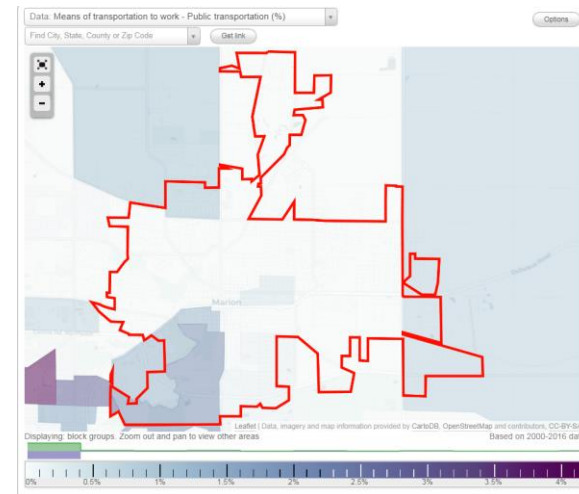 Data: Means of transportation to work - Public transportation (%)
Options
Find City, State, County or Zip Code
Get link
+
−
Marion
Leaflet | Data, imagery and map information provided by CartoDB, OpenStreetMap and contributors, CC-BY-SA
Displaying: block groups. Zoom out and pan to view other areas
Based on 2000-2016 data
0% 0.5% 1% 1.5% 2% 2.5% 3% 3.5% 4%